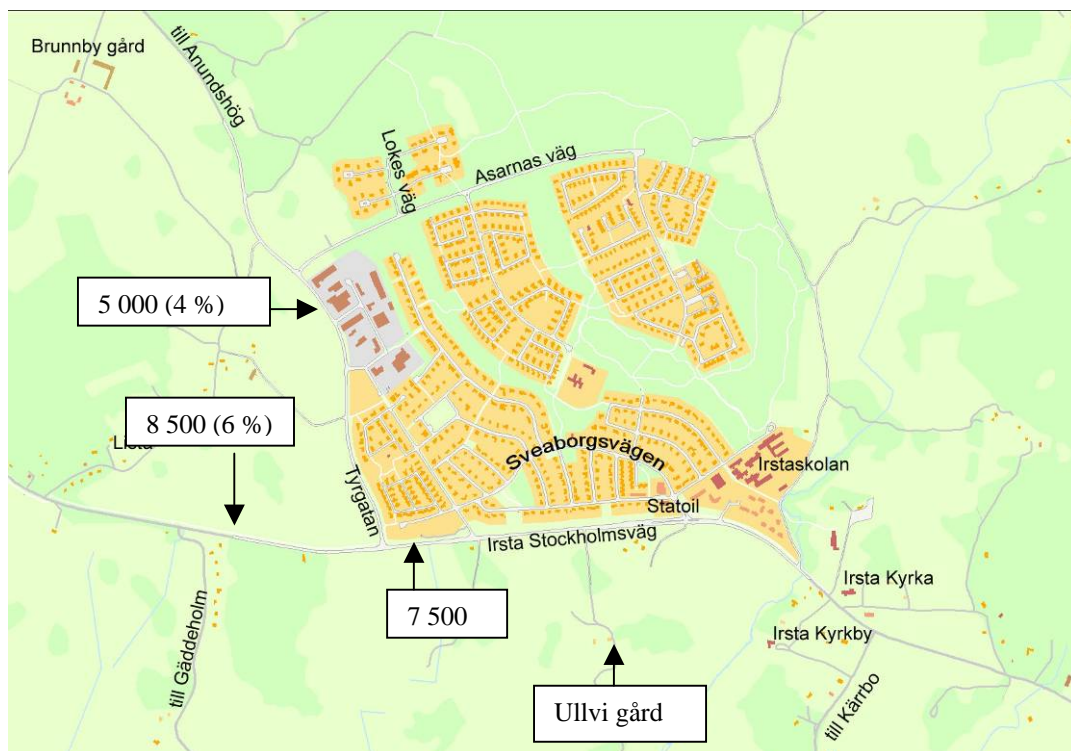 Brunnby gård
till Anundshög
Lokes väg
Asarnas väg
5 000 (4 %)
8 500 (6 %)
Sveaborgsvägen
Irstaskolan
Tyrgatan
Statoil
Irsta Stockholmsväg
Irsta Kyrka
7 500
Irsta Kyrkby
till Gäddeholm
till Kärrbo
Ullvi gård